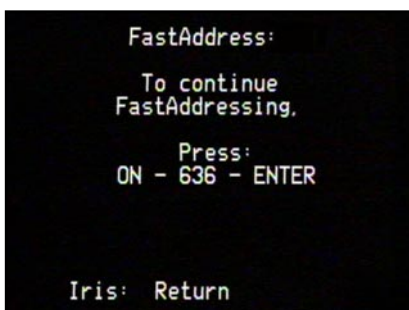 FastAddress:
To continue
FastAddressing,
Press:
ON - 636 - ENTER
Iris: Return